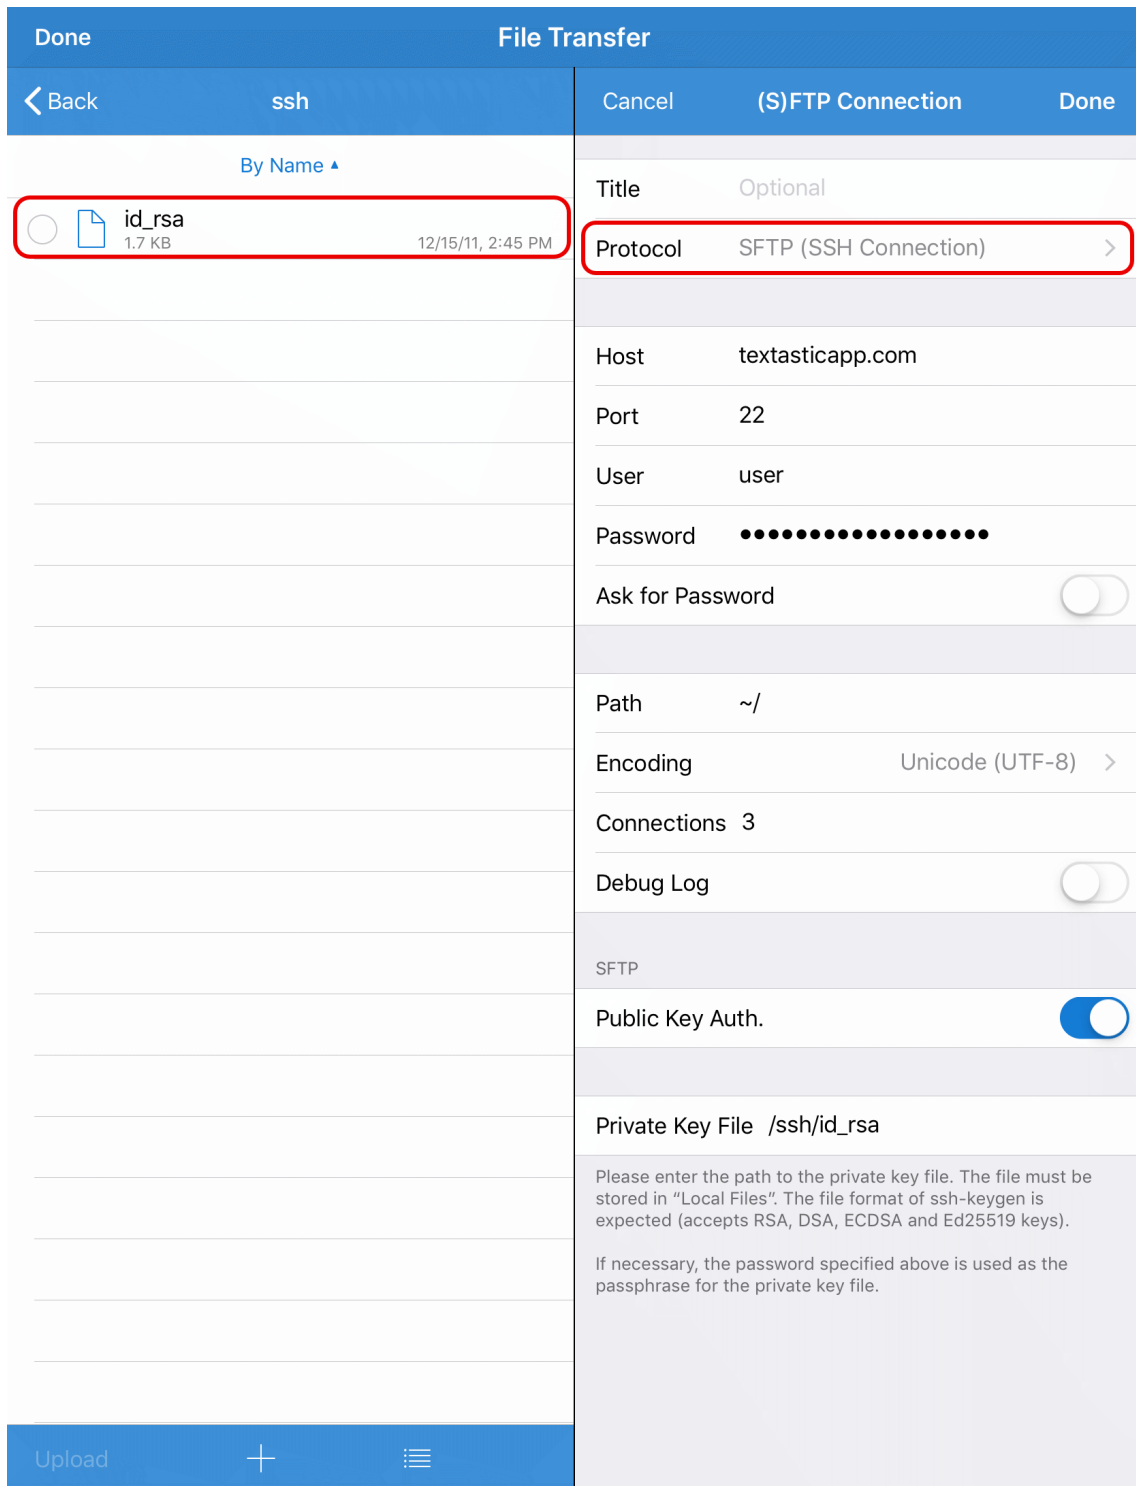 Done
File Transfer
Back
ssh
By Name ▲
id_rsa
1.7 KB
12/15/11, 2:45 PM
Upload
Cancel
(S)FTP Connection
Done
Title
Optional
Protocol
SFTP (SSH Connection)
Host
textasticapp.com
Port
22
User
user
Password
••••••••••••••••••
Ask for Password
Path
~/
Encoding
Unicode (UTF-8)
Connections
3
Debug Log
SFTP
Public Key Auth.
Private Key File
/ssh/id_rsa
Please enter the path to the private key file. The file must be
stored in “Local Files”. The file format of ssh-keygen is
expected (accepts RSA, DSA, ECDSA and Ed25519 keys).
If necessary, the password specified above is used as the
passphrase for the private key file.